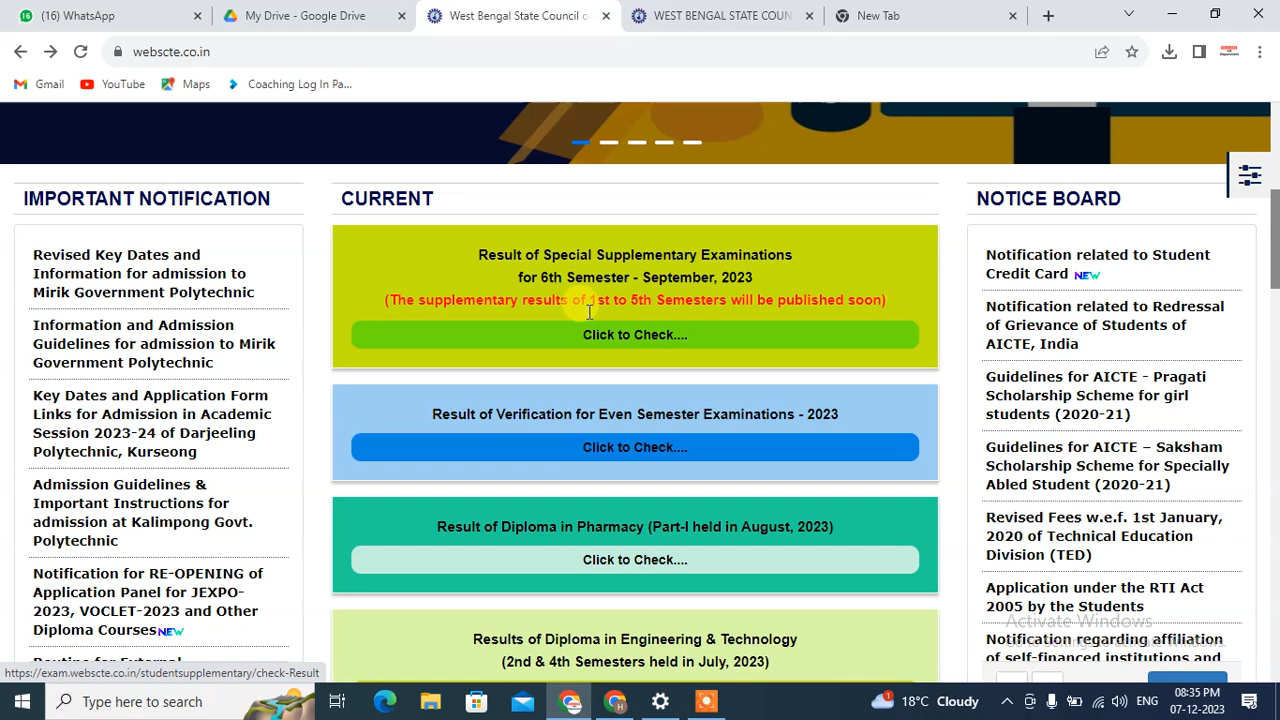 (16) WhatsApp
My Drive - Google Drive
West Bengal State Council o
WEST BENGAL STATE COUN
New Tab
webscte.co.in
Gmail
YouTube
Maps
Coaching Log In Pa...
IMPORTANT NOTIFICATION
Revised Key Dates and
Information for admission to
Mirik Government Polytechnic
Information and Admission
Guidelines for admission to Mirik
Government Polytechnic
Key Dates and Application Form
Links for Admission in Academic
Session 2023-24 of Darjeeling
Polytechnic, Kurseong
Admission Guidelines &
Important Instructions for
admission at Kalimpong Govt.
Polytechnic
Notification for RE-OPENING of
Application Panel for JEXPO-
2023, VOCLET-2023 and Other
Diploma Courses NEW
Routine for External
CURRENT
Result of Special Supplementary Examinations
for 6th Semester - September, 2023
(The supplementary results of 1st to 5th Semesters will be published soon)
Click to Check....
Result of Verification for Even Semester Examinations - 2023
Click to Check....
Result of Diploma in Pharmacy (Part-I held in August, 2023)
Click to Check....
Results of Diploma in Engineering & Technology
(2nd & 4th Semesters held in July, 2023)
NOTICE BOARD
Notification related to Student
Credit Card NEW
Notification related to Redressal
of Grievance of Students of
AICTE, India
Guidelines for AICTE - Pragati
Scholarship Scheme for girl
students (2020-21)
Guidelines for AICTE – Saksham
Scholarship Scheme for Specially
Abled Student (2020-21)
Revised Fees w.e.f. 1st January,
2020 of Technical Education
Division (TED)
Application under the RTI Act
2005 by the Students
Notification regarding affiliation
of self-financed institutions and
Activate Windows
Go to Settings to activate Windows.
https://exam.webscte.co.in/studentsupplementary/check-Result
Type here to search
18°C Cloudy
ENG
08:35 PM
07-12-2023